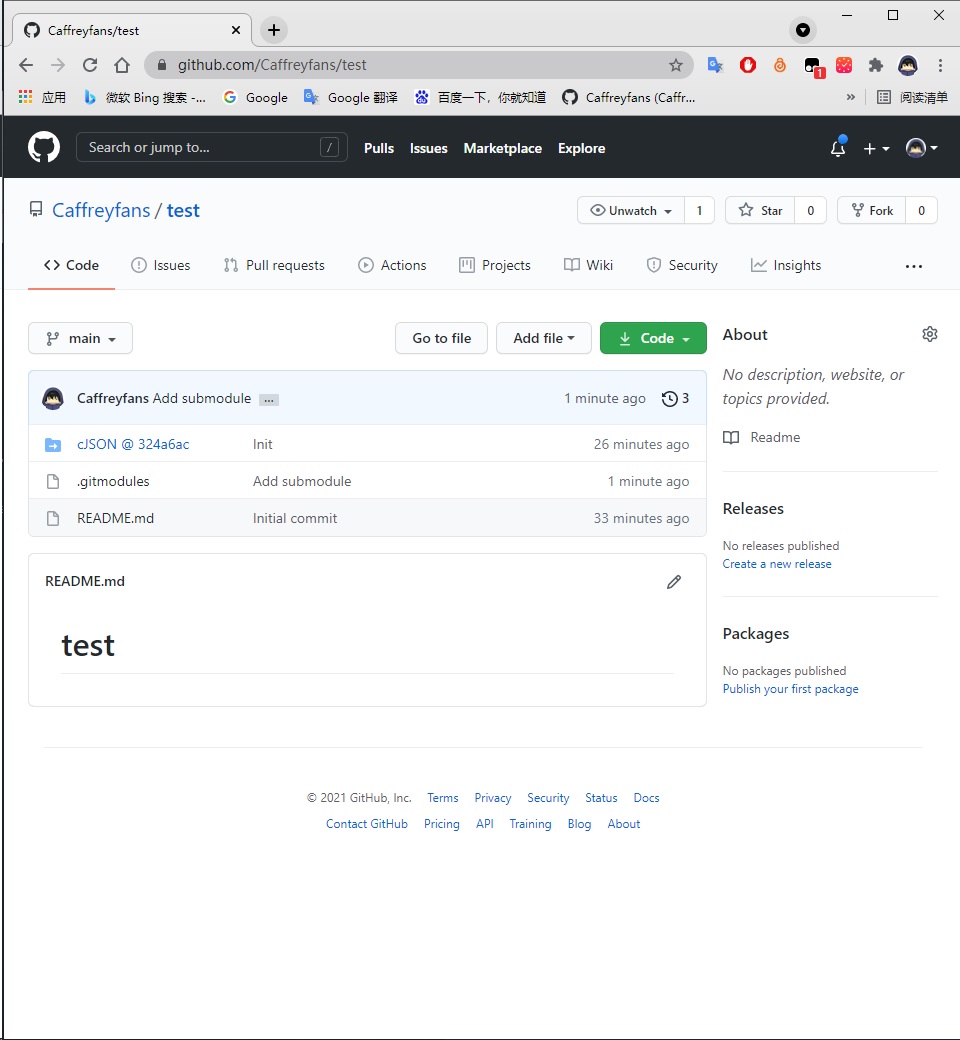 Caffreyfans/test
github.com/Caffreyfans/test
1
应用 微软 Bing 搜索 -... Google Google 翻译 百度一下，你就知道 Caffreyfans (Caffr... » 阅读清单
Search or jump to... / Pulls Issues Marketplace Explore
Caffreyfans / test Unwatch 1 Star 0 Fork 0
Code Issues Pull requests Actions Projects Wiki Security Insights ...
main Go to file Add file Code
Caffreyfans Add submodule ... 1 minute ago 3
cJSON @ 324a6ac Init 26 minutes ago
.gitmodules Add submodule 1 minute ago
README.md Initial commit 33 minutes ago
README.md
test
About
No description, website, or
topics provided.
Readme
Releases
No releases published
Create a new release
Packages
No packages published
Publish your first package
© 2021 GitHub, Inc. Terms Privacy Security Status Docs
Contact GitHub Pricing API Training Blog About